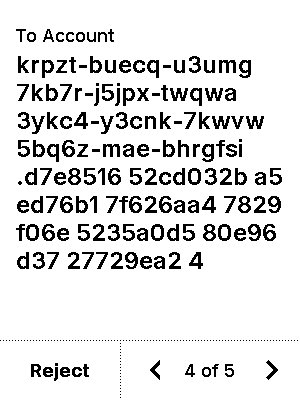 To Account
krpzt-buecq-u3umg
7kb7r-j5jpx-twqwa
3ykc4-y3cnk-7kwvw
5bq6z-mae-bhrgfsi
.d7e8516 52cd032b a5
ed76b1 7f626aa4 7829
f06e 5235a0d5 80e96
d37 27729ea2 4
Reject
4 of 5